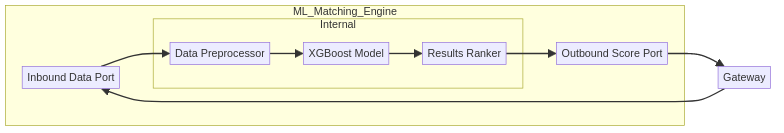 ML_Matching_Engine
Internal
Data Preprocessor
XGBoost Model
Results Ranker
Outbound Score Port
Inbound Data Port
Gateway